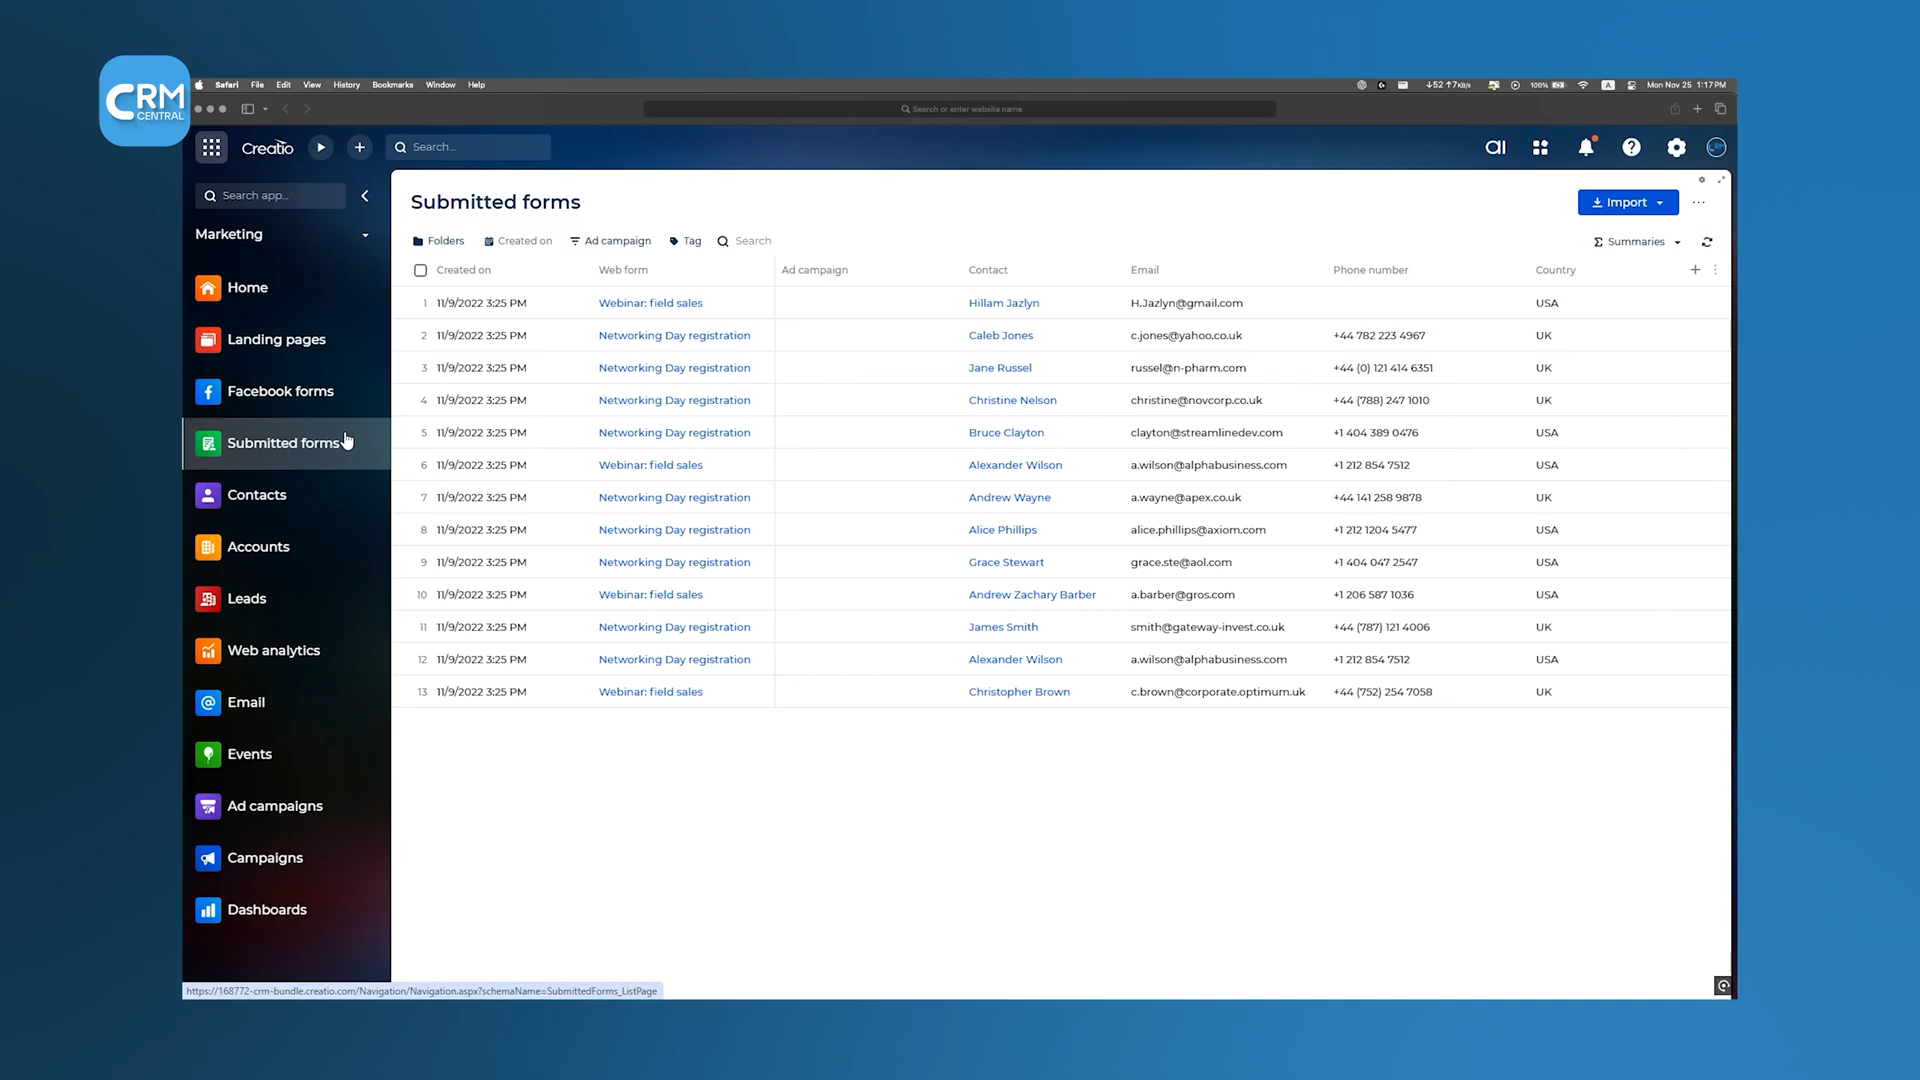 CRM
CENTRAL
Safari File Edit View History Bookmarks Window Help
↓52 ↑7 KB/s 100% A Mon Nov 25 1:17 PM
Search or enter website name
Creatio
Search...
Search app...
Marketing
Home
Landing pages
Facebook forms
Submitted forms
Contacts
Accounts
Leads
Web analytics
Email
Events
Ad campaigns
Campaigns
Dashboards
Submitted forms
Import
Folders Created on Ad campaign Tag Search
Σ Summaries
Created on Web form Ad campaign Contact Email Phone number Country
1 11/9/2022 3:25 PM Webinar: field sales Hillam Jazlyn H.Jazlyn@gmail.com USA
2 11/9/2022 3:25 PM Networking Day registration Caleb Jones c.jones@yahoo.co.uk +44 782 223 4967 UK
3 11/9/2022 3:25 PM Networking Day registration Jane Russel russel@n-pharm.com +44 (0) 121 414 6351 UK
4 11/9/2022 3:25 PM Networking Day registration Christine Nelson christine@novcorp.co.uk +44 (788) 247 1010 UK
5 11/9/2022 3:25 PM Networking Day registration Bruce Clayton clayton@streamlinedev.com +1 404 389 0476 USA
6 11/9/2022 3:25 PM Webinar: field sales Alexander Wilson a.wilson@alphabusiness.com +1 212 854 7512 USA
7 11/9/2022 3:25 PM Networking Day registration Andrew Wayne a.wayne@apex.co.uk +44 141 258 9878 UK
8 11/9/2022 3:25 PM Networking Day registration Alice Phillips alice.phillips@axiom.com +1 212 1204 5477 USA
9 11/9/2022 3:25 PM Networking Day registration Grace Stewart grace.ste@aol.com +1 404 047 2547 USA
10 11/9/2022 3:25 PM Webinar: field sales Andrew Zachary Barber a.barber@gros.com +1 206 587 1036 USA
11 11/9/2022 3:25 PM Networking Day registration James Smith smith@gateway-invest.co.uk +44 (787) 121 4006 UK
12 11/9/2022 3:25 PM Networking Day registration Alexander Wilson a.wilson@alphabusiness.com +1 212 854 7512 USA
13 11/9/2022 3:25 PM Webinar: field sales Christopher Brown c.brown@corporate.optimum.uk +44 (752) 254 7058 UK
https://168772-crm-bundle.creatio.com/Navigation/Navigation.aspx?schemaName=SubmittedForms_ListPage